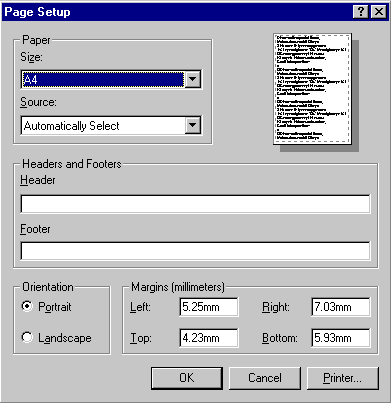 Page Setup
Paper
Size:
A4
Source:
Automatically Select
Headers and Footers
Header
Footer
Orientation
Portrait
Landscape
Margins (millimeters)
Left: 5.25mm Right: 7.03mm
Top: 4.23mm Bottom: 5.93mm
OK Cancel Printer...